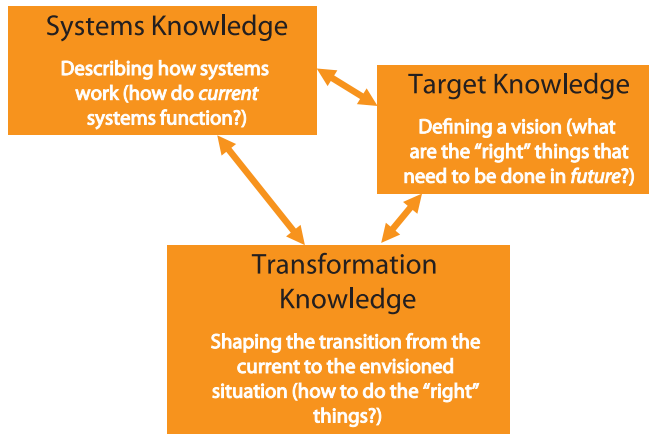 Systems Knowledge
Describing how systems
work (how do current
systems function?)
Target Knowledge
Defining a vision (what
are the “right” things that
need to be done in future?)
Transformation
Knowledge
Shaping the transition from the
current to the envisioned
situation (how to do the “right”
things?)